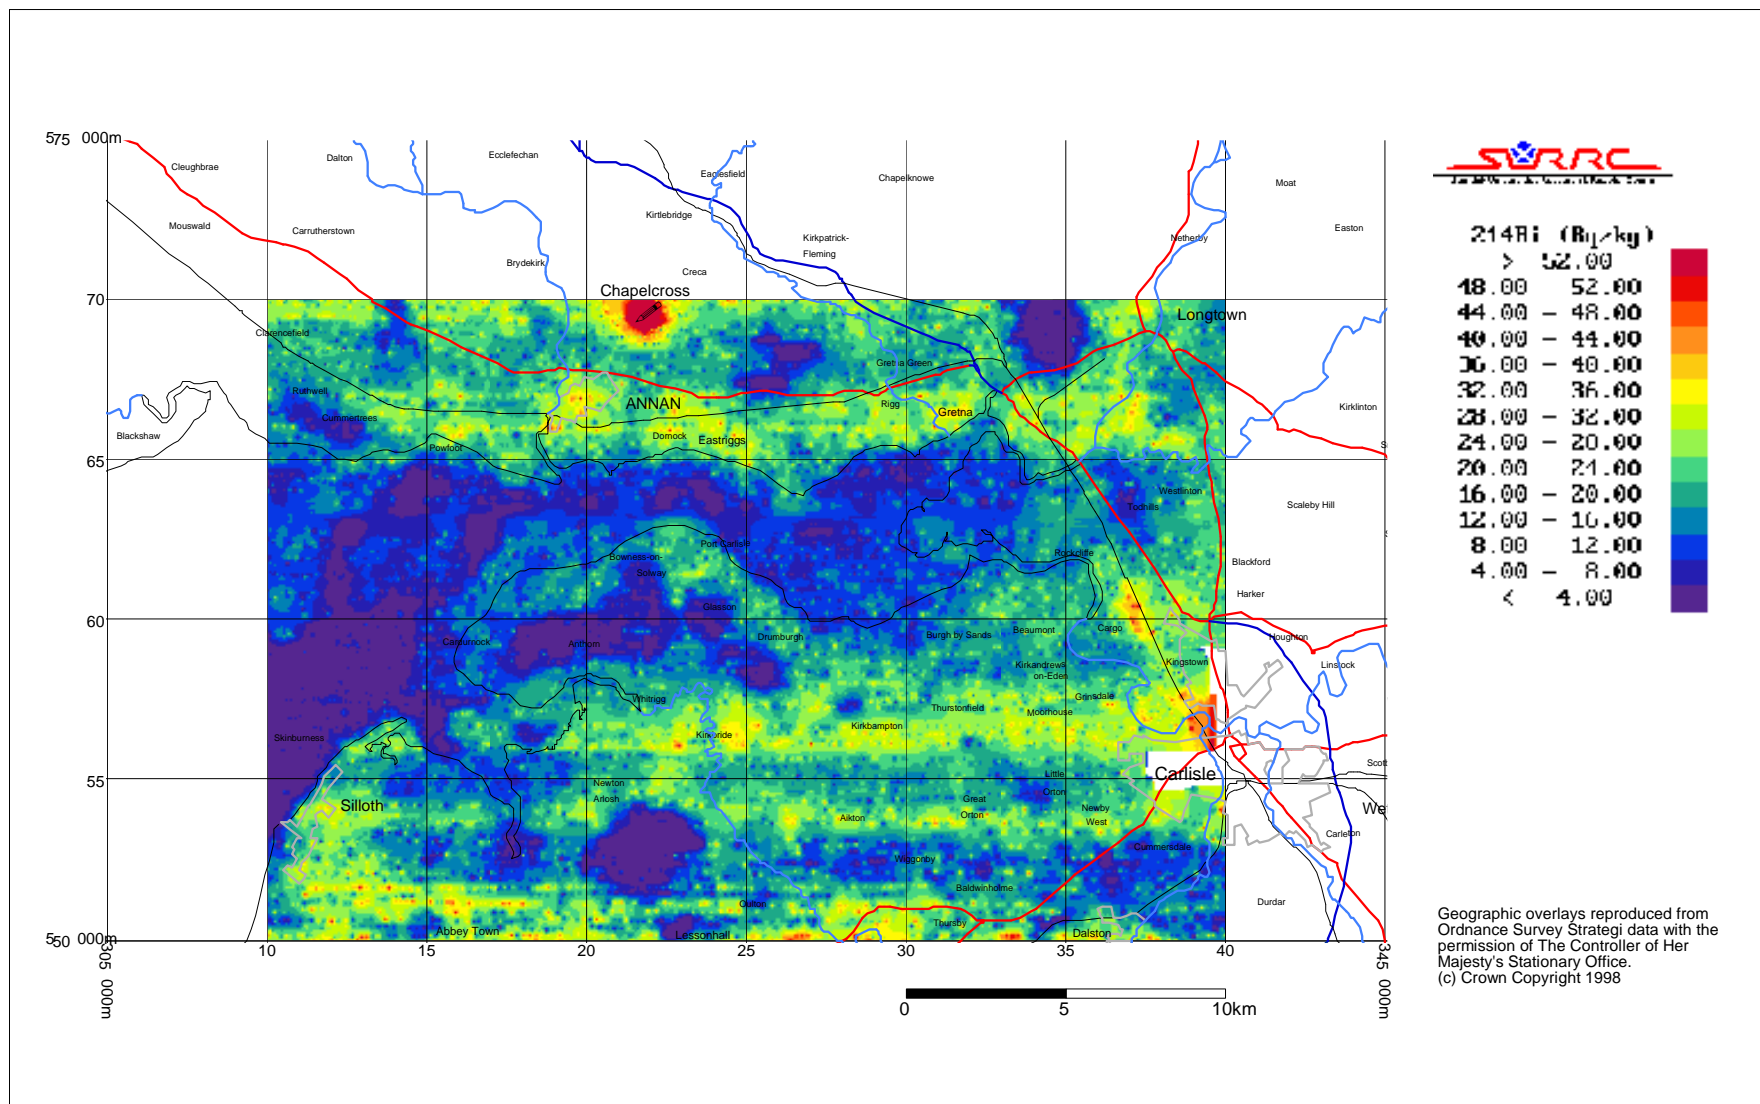 575 000m
Cleughbrae
Dalton
Ecclefechan
Eaglesfield
Chapelknowe
Moat
Mouswald
Carrutherstown
Kirtlebridge
Kirkpatrick-
Fleming
Netherby
Easton
Brydekirk
Creca
Chapelcross
70
Longtown
Clarencefield
Gretna Green
Ruthwell
ANNAN
Rigg
Gretna
Kirklinton
Cummertrees
Blackshaw
Powfoot
Dornock
Eastriggs
65
Westlinton
Todhills
Scaleby Hill
Port Carlisle
Bowness-on-
Solway
Rockcliffe
Blackford
Harker
Glasson
60
Cardurnock
Anthorn
Drumburgh
Burgh by Sands
Beaumont
Cargo
Houghton
Kirkandrews
on-Eden
Kingstown
Linstock
Whitrigg
Grinsdale
Thurstonfield
Moorhouse
Kirkbampton
Skinburness
Kirkbride
55
Newton
Arlosh
Little
Orton
Carlisle
Scott
Silloth
Great
Orton
Newby
West
We
Aikton
Carleton
Wiggonby
Cummersdale
Baldwinholme
Oulton
Durdar
Thursby
Abbey Town
Lessonhall
Dalston
550 000m
305 000m
10
15
20
25
30
35
40
345 000m
0
5
10km
SURRC
214Bi (Bq/kg)
> 52.00
48.00 52.00
44.00 - 48.00
40.00 - 44.00
36.00 - 40.00
32.00 36.00
28.00 - 32.00
24.00 - 28.00
20.00 24.00
16.00 - 20.00
12.00 - 16.00
8.00 12.00
4.00 - 8.00
< 4.00
Geographic overlays reproduced from
Ordnance Survey Strategi data with the
permission of The Controller of Her
Majesty's Stationary Office.
(c) Crown Copyright 1998